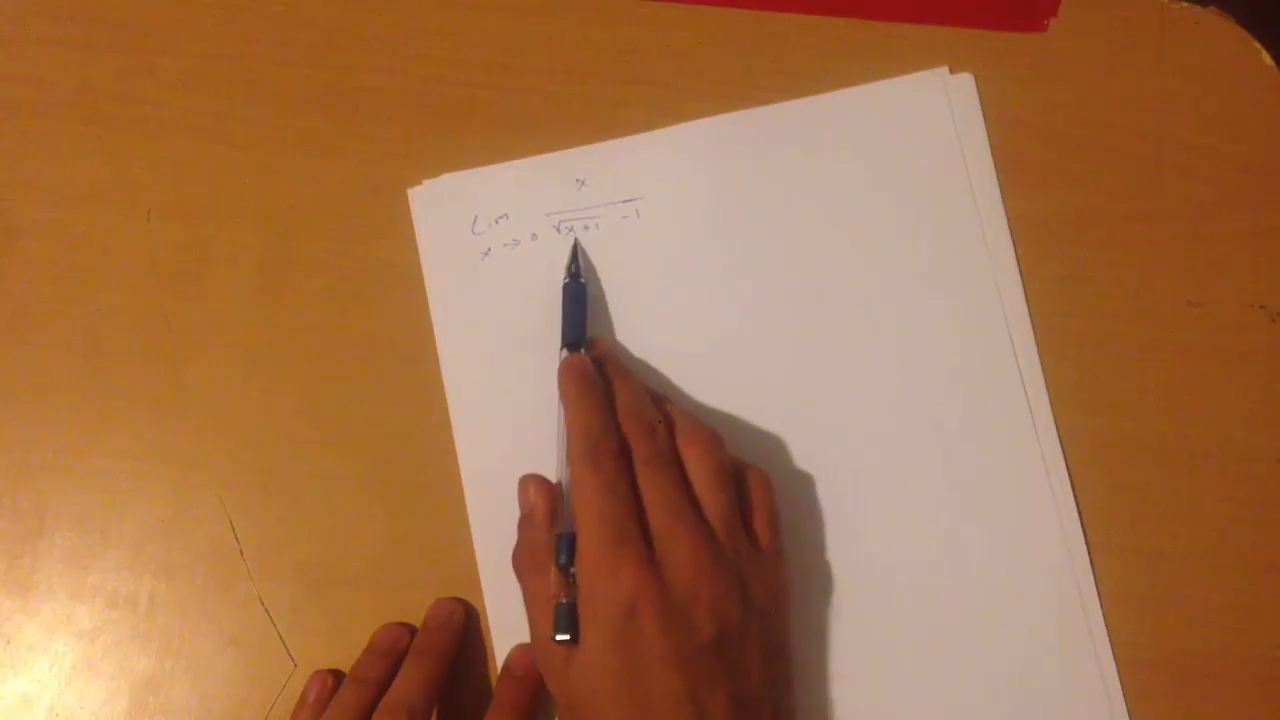 x
Lim √x+1 -1
x → 0